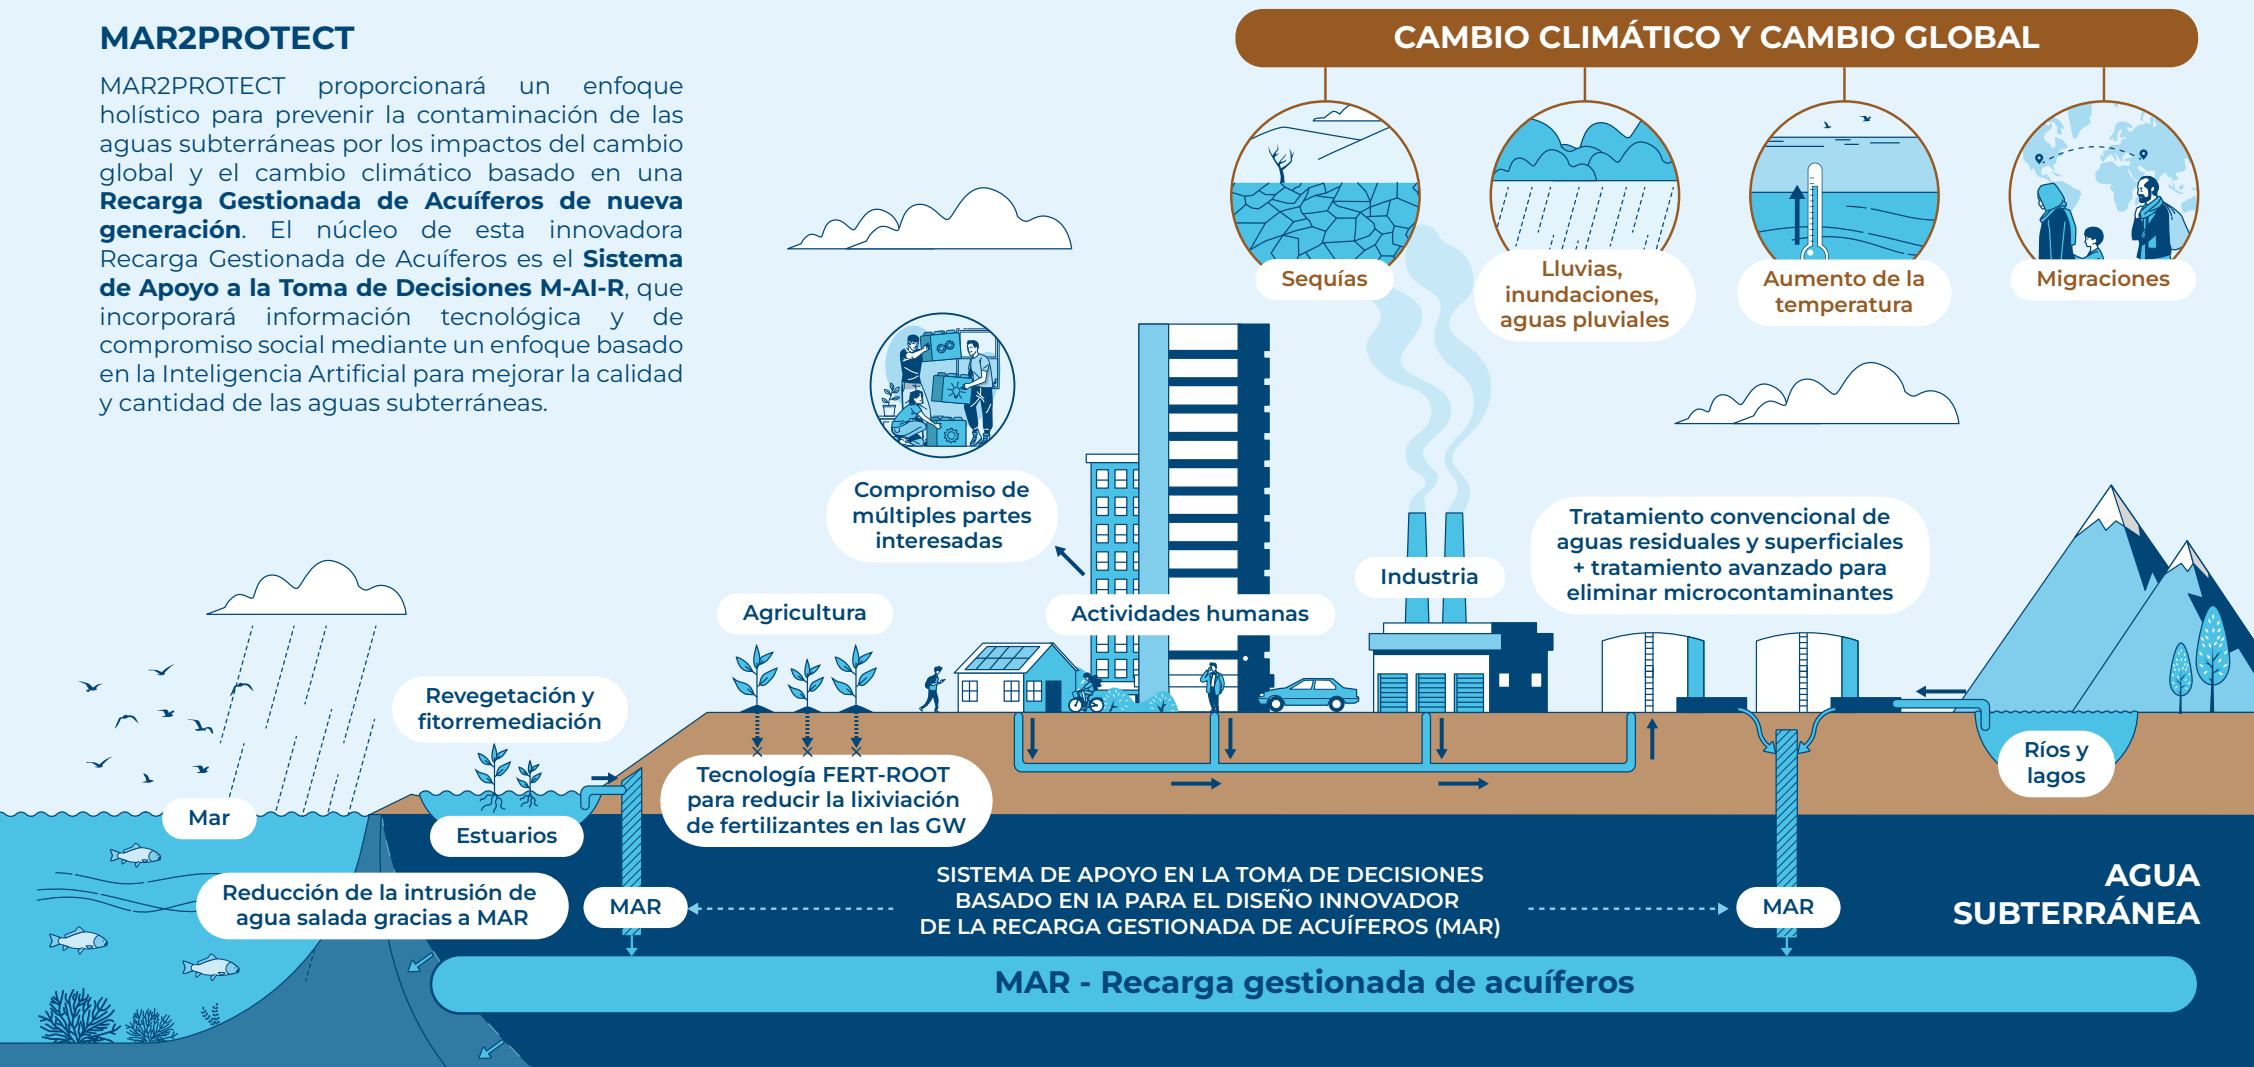 MAR2PROTECT
MAR2PROTECT proporcionará un enfoque
holístico para prevenir la contaminación de las
aguas subterráneas por los impactos del cambio
global y el cambio climático basado en una
Recarga Gestionada de Acuíferos de nueva
generación. El núcleo de esta innovadora
Recarga Gestionada de Acuíferos es el Sistema
de Apoyo a la Toma de Decisiones M-AI-R, que
incorporará información tecnológica y de
compromiso social mediante un enfoque basado
en la Inteligencia Artificial para mejorar la calidad
y cantidad de las aguas subterráneas.
CAMBIO CLIMÁTICO Y CAMBIO GLOBAL
Sequías
Lluvias,
inundaciones,
aguas pluviales
Aumento de la
temperatura
Migraciones
Compromiso de
múltiples partes
interesadas
Agricultura
Actividades humanas
Industria
Tratamiento convencional de
aguas residuales y superficiales
+ tratamiento avanzado para
eliminar microcontaminantes
Revegetación y
fitorremediación
Mar
Estuarios
Tecnología FERT-ROOT
para reducir la lixiviación
de fertilizantes en las GW
Ríos y
lagos
Reducción de la intrusión de
agua salada gracias a MAR
MAR
SISTEMA DE APOYO EN LA TOMA DE DECISIONES
BASADO EN IA PARA EL DISEÑO INNOVADOR
DE LA RECARGA GESTIONADA DE ACUÍFEROS (MAR)
MAR
AGUA
SUBTERRÁNEA
MAR - Recarga gestionada de acuíferos